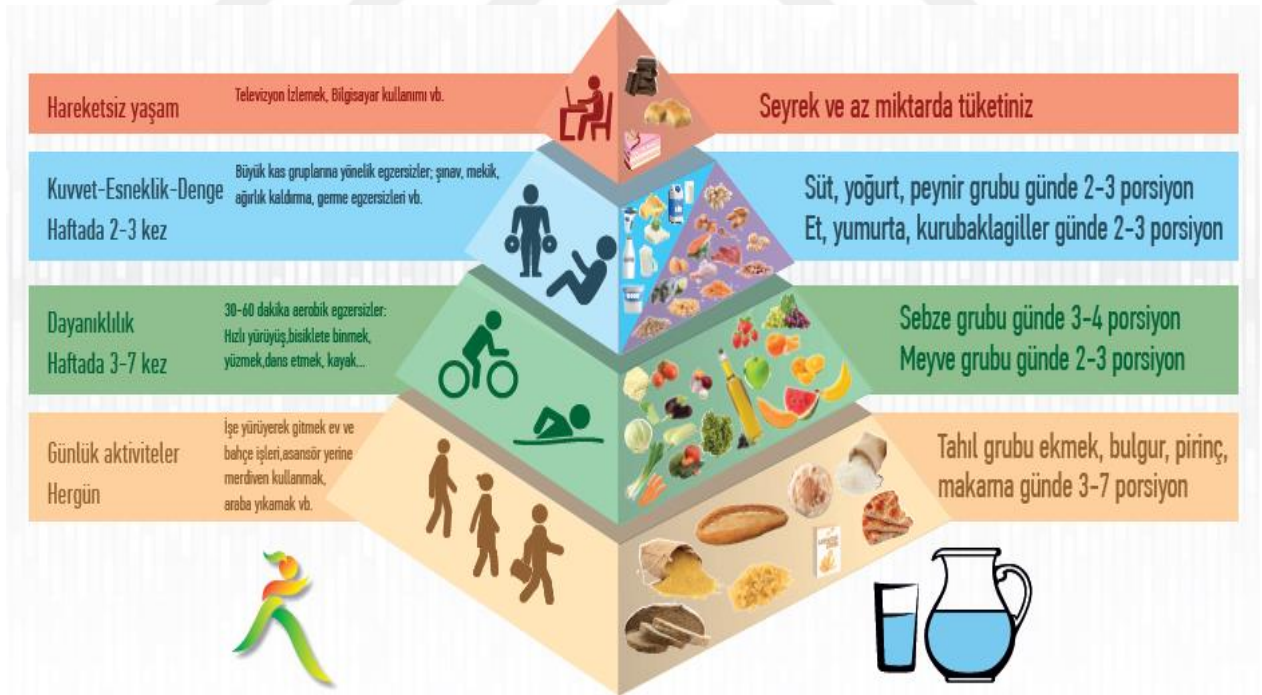 Hareketsiz yaşam
Televizyon İzlemek, Bilgisayar kullanımı vb.
Seyrek ve az miktarda tüketiniz
Kuvvet-Esneklik-Denge
Haftada 2-3 kez
Büyük kas gruplarına yönelik egzersizler; şınav, mekik,
ağırlık kaldırma, germe egzersizleri vb.
Süt, yoğurt, peynir grubu günde 2-3 porsiyon
Et, yumurta, kurubaklagiller günde 2-3 porsiyon
Dayanıklılık
Haftada 3-7 kez
30-60 dakika aerobik egzersizler:
Hızlı yürüyüş,bisiklete binmek,
yüzmek,dans etmek, kayak...
Sebze grubu günde 3-4 porsiyon
Meyve grubu günde 2-3 porsiyon
Günlük aktiviteler
Hergün
İşe yürüyerek gitmek ev ve
bahçe işleri,asansör yerine
merdiven kullanmak,
araba yıkamak vb.
Tahıl grubu ekmek, bulgur, pirinç,
makarna günde 3-7 porsiyon